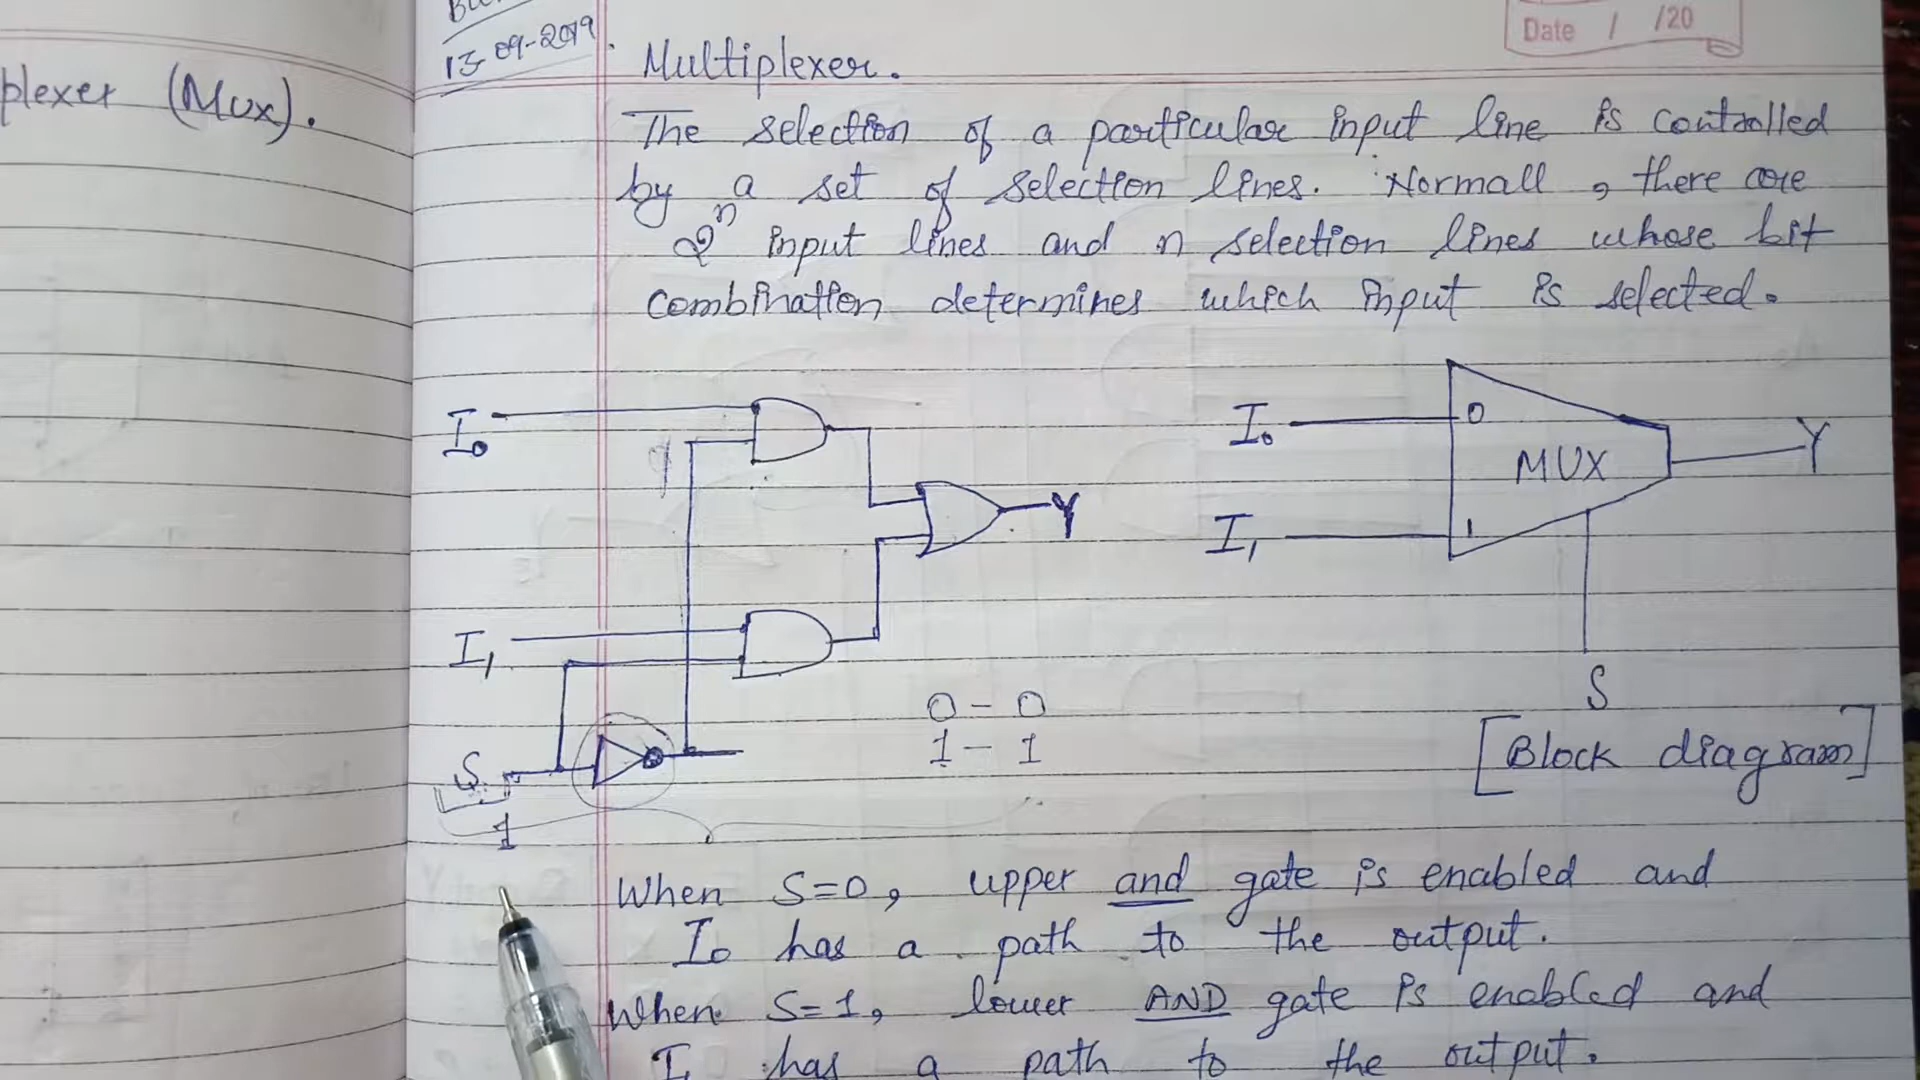 plexer (Mux).
13-09-2019
Date / /20
Multiplexer.
The selection of a particular input line is controlled
by a set of selection lines. Normall, there are
2ⁿ input lines and n selection lines whose bit
combination determines which input is selected.
I₀
Y
I₁
S
1
0 - 0
1 - 1
I₀
0
MUX
Y
I₁
1
S
[Block diagram]
When S=0, upper and gate is enabled and
I₀ has a path to the output.
When S=1, lower AND gate is enabled and
I has a path to the output.